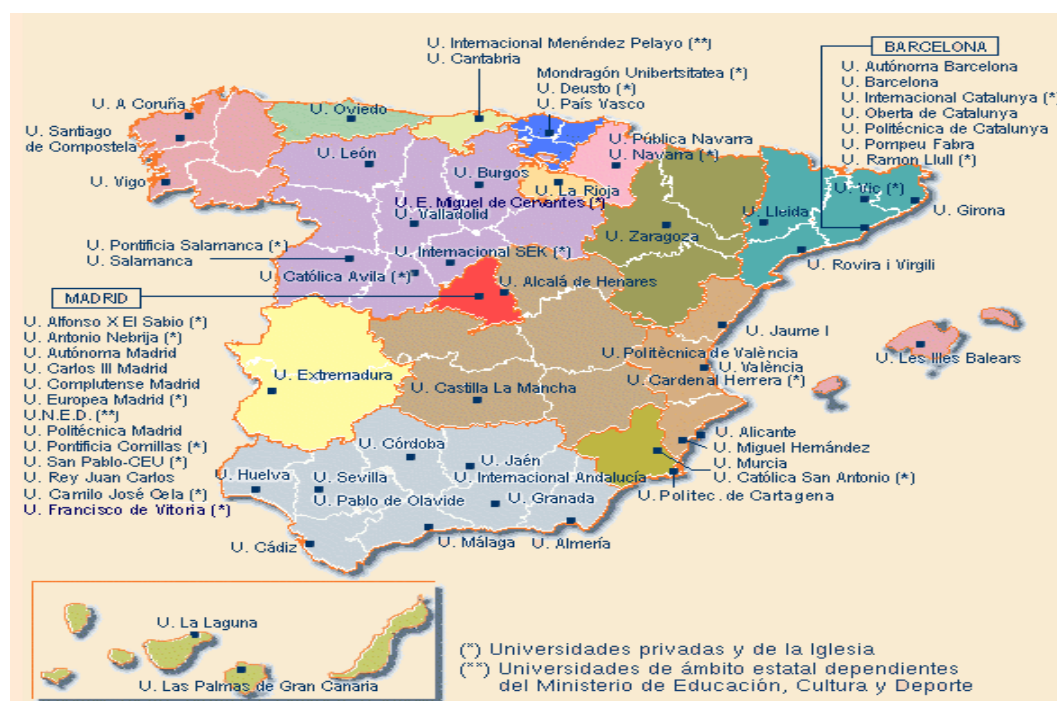 U. Internacional Menéndez Pelayo (**)
U. Cantabria
Mondragón Unibertsitatea (*)
U. Deusto (*)
U. País Vasco
BARCELONA
U. Autónoma Barcelona
U. Barcelona
U. Internacional Catalunya (*)
U. Oberta de Catalunya
U. Politécnica de Catalunya
U. Pompeu Fabra
U. Ramon Llull (*)
U. A Coruña
U. Santiago
de Compostela
U. Vigo
U. Oviedo
U. León
U. Burgos
U. Pública Navarra
U. Navarra (*)
U. La Rioja
U. E. Miguel de Cervantes (*)
U. Valladolid
U. Vic (*)
U. Girona
U. Lleida
U. Zaragoza
U. Rovira i Virgili
U. Pontificia Salamanca (*)
U. Salamanca
U. Internacional SEK (*)
U. Católica Avila (*)
U. Alcalá de Henares
MADRID
U. Alfonso X El Sabio (*)
U. Antonio Nebrija (*)
U. Autónoma Madrid
U. Carlos III Madrid
U. Complutense Madrid
U. Europea Madrid (*)
U.N.E.D. (**)
U. Politécnica Madrid
U. Pontificia Comillas (*)
U. San Pablo-CEU (*)
U. Rey Juan Carlos
U. Camilo José Cela (*)
U. Francisco de Vitoria (*)
U. Jaume I
U. Politècnica de València
U. València
U. Cardenal Herrera (*)
U. Les Illes Balears
U. Extremadura
U. Castilla La Mancha
U. Alicante
U. Miguel Hernández
U. Murcia
U. Católica San Antonio (*)
U. Politec. de Cartagena
U. Córdoba
U. Jaén
U. Internacional Andalucía
U. Huelva
U. Sevilla
U. Pablo de Olavide
U. Granada
U. Cádiz
U. Málaga
U. Almería
U. La Laguna
U. Las Palmas de Gran Canaria
(*) Universidades privadas y de la Iglesia
(**) Universidades de ámbito estatal dependientes
del Ministerio de Educación, Cultura y Deporte